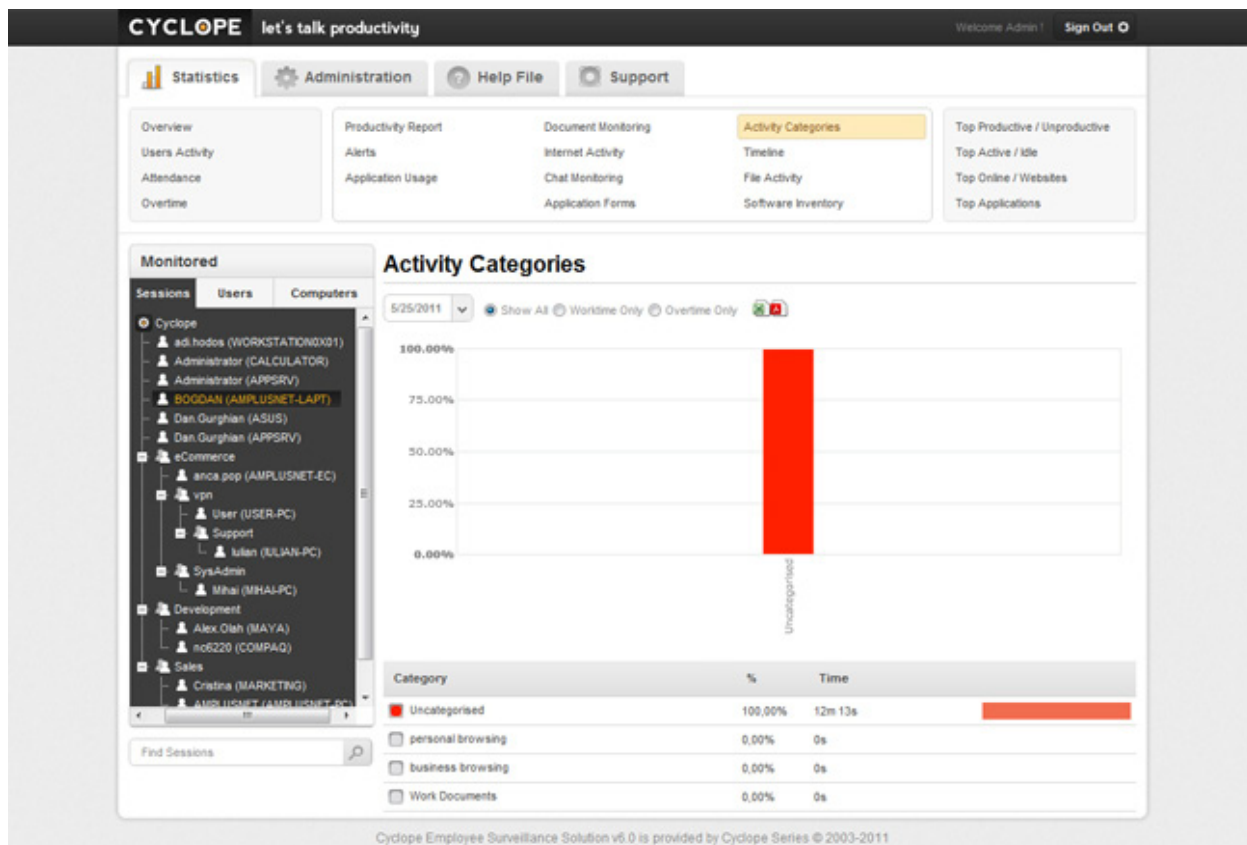 CYCLOPE let's talk productivity
Welcome Admin ! Sign Out
Statistics Administration Help File Support
Overview Productivity Report Document Monitoring Activity Categories Top Productive / Unproductive
Users Activity Alerts Internet Activity Timeline Top Active / Idle
Attendance Application Usage Chat Monitoring File Activity Top Online / Websites
Overtime Application Forms Software Inventory Top Applications
Monitored
Sessions Users Computers
Cyclope
adi.hodos (WORKSTATION0X01)
Administrator (CALCULATOR)
Administrator (APPSRV)
BOGDAN (AMPLUSNET-LAPT)
Dan.Gurghian (ASUS)
Dan.Gurghian (APPSRV)
eCommerce
anca.pop (AMPLUSNET-EC)
vpn
User (USER-PC)
Support
Iulian (IULIAN-PC)
SysAdmin
Mihai (MIHAI-PC)
Development
Alex.Olah (MAYA)
nc6220 (COMPAQ)
Sales
Cristina (MARKETING)
AMPLUSNET (AMPLUSNET-PC)
Find Sessions
Activity Categories
5/25/2011 Show All Worktime Only Overtime Only
100.00%
75.00%
50.00%
25.00%
0.00%
Uncategorised
Category % Time
Uncategorised 100,00% 12m 13s
personal browsing 0,00% 0s
business browsing 0,00% 0s
Work Documents 0,00% 0s
Cyclope Employee Surveillance Solution v6.0 is provided by Cyclope Series © 2003-2011